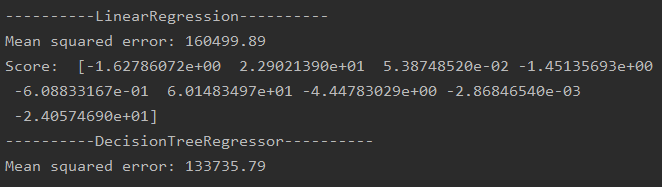 ----------LinearRegression----------
Mean squared error: 160499.89
Score:  [-1.62786072e+00  2.29021390e+01  5.38748520e-02 -1.45135693e+00
 -6.08833167e-01  6.01483497e+01 -4.44783029e+00 -2.86846540e-03
 -2.40574690e+01]
----------DecisionTreeRegressor----------
Mean squared error: 133735.79